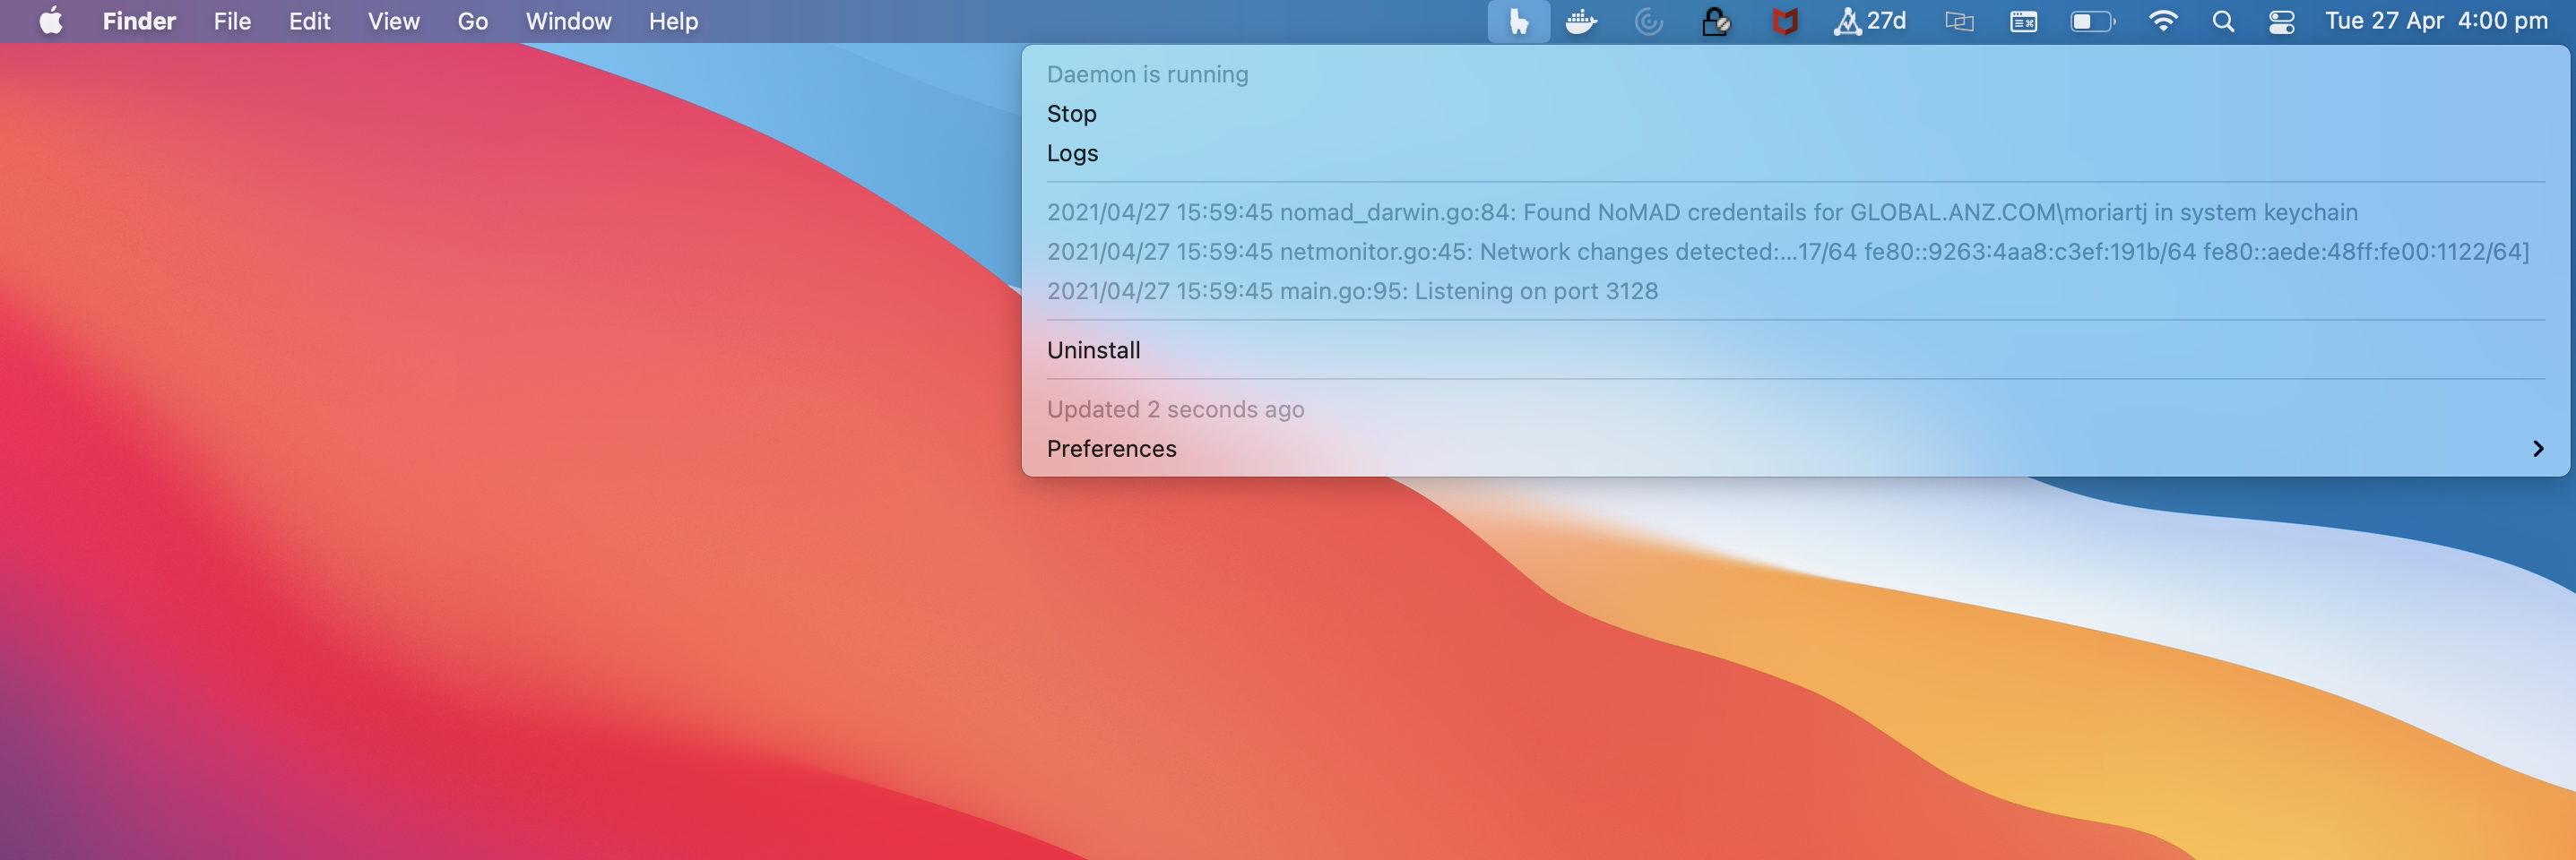 Finder File Edit View Go Window Help 27d Tue 27 Apr 4:00 pm
Daemon is running
Stop
Logs
2021/04/27 15:59:45 nomad_darwin.go:84: Found NoMAD credentails for GLOBAL.ANZ.COM\moriartj in system keychain
2021/04/27 15:59:45 netmonitor.go:45: Network changes detected:...17/64 fe80::9263:4aa8:c3ef:191b/64 fe80::aede:48ff:fe00:1122/64]
2021/04/27 15:59:45 main.go:95: Listening on port 3128
Uninstall
Updated 2 seconds ago
Preferences